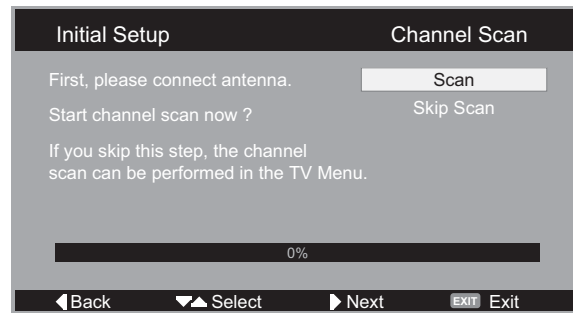 Initial Setup Channel Scan
First, please connect antenna. Scan
Start channel scan now ? Skip Scan
If you skip this step, the channel
scan can be performed in the TV Menu.
0%
Back Select Next EXIT Exit